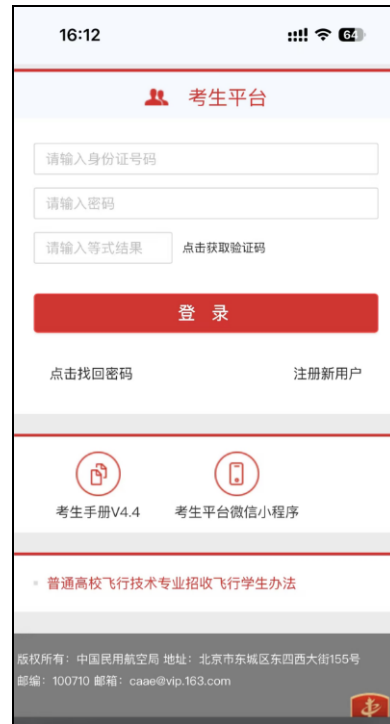 16:12
64
考生平台
请输入身份证号码
请输入密码
请输入等式结果 点击获取验证码
登 录
点击找回密码 注册新用户
考生手册V4.4 考生平台微信小程序
普通高校飞行技术专业招收飞行学生办法
版权所有：中国民用航空局 地址：北京市东城区东四西大街155号
邮编：100710 邮箱：caae@vip.163.com